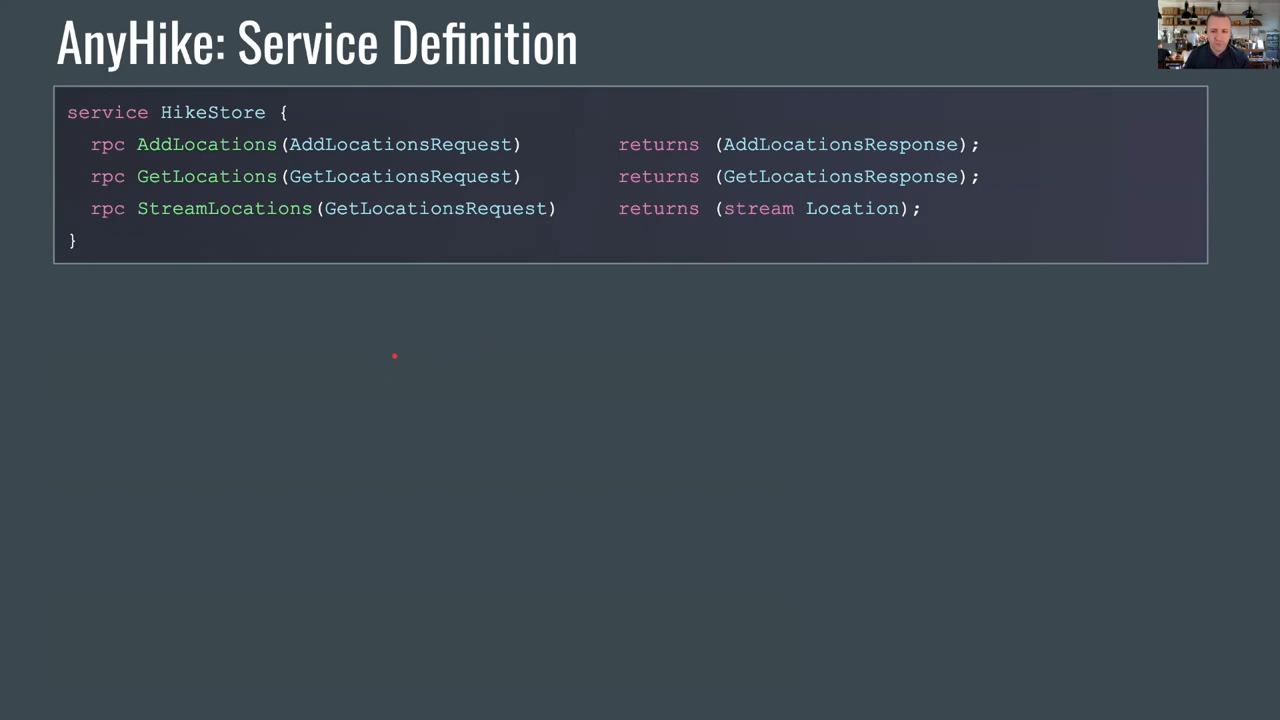 AnyHike: Service Definition
service HikeStore {
rpc AddLocations(AddLocationsRequest) returns (AddLocationsResponse);
rpc GetLocations(GetLocationsRequest) returns (GetLocationsResponse);
rpc StreamLocations(GetLocationsRequest) returns (stream Location);
}